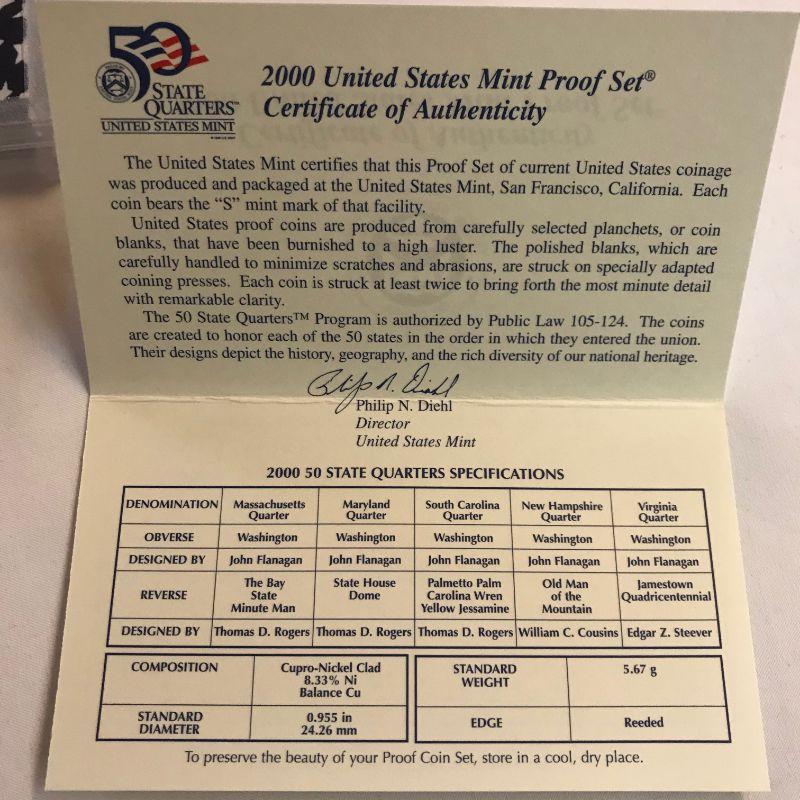 50
STATE
QUARTERS™
UNITED STATES MINT
2000 United States Mint Proof Set®
Certificate of Authenticity
The United States Mint certifies that this Proof Set of current United States coinage
was produced and packaged at the United States Mint, San Francisco, California. Each
coin bears the “S” mint mark of that facility.
United States proof coins are produced from carefully selected planchets, or coin
blanks, that have been burnished to a high luster. The polished blanks, which are
carefully handled to minimize scratches and abrasions, are struck on specially adapted
coining presses. Each coin is struck at least twice to bring forth the most minute detail
with remarkable clarity.
The 50 State Quarters™ Program is authorized by Public Law 105-124. The coins
are created to honor each of the 50 states in the order in which they entered the union.
Their designs depict the history, geography, and the rich diversity of our national heritage.
Philip N. Diehl
Philip N. Diehl
Director
United States Mint
2000 50 STATE QUARTERS SPECIFICATIONS
DENOMINATION Massachusetts Quarter Maryland Quarter South Carolina Quarter New Hampshire Quarter Virginia Quarter
OBVERSE Washington Washington Washington Washington Washington
DESIGNED BY John Flanagan John Flanagan John Flanagan John Flanagan John Flanagan
REVERSE The Bay State Minute Man State House Dome Palmetto Palm Carolina Wren Yellow Jessamine Old Man of the Mountain Jamestown Quadricentennial
DESIGNED BY Thomas D. Rogers Thomas D. Rogers Thomas D. Rogers William C. Cousins Edgar Z. Steever
COMPOSITION Cupro-Nickel Clad 8.33% Ni Balance Cu STANDARD WEIGHT 5.67 g
STANDARD DIAMETER 0.955 in 24.26 mm EDGE Reeded
To preserve the beauty of your Proof Coin Set, store in a cool, dry place.